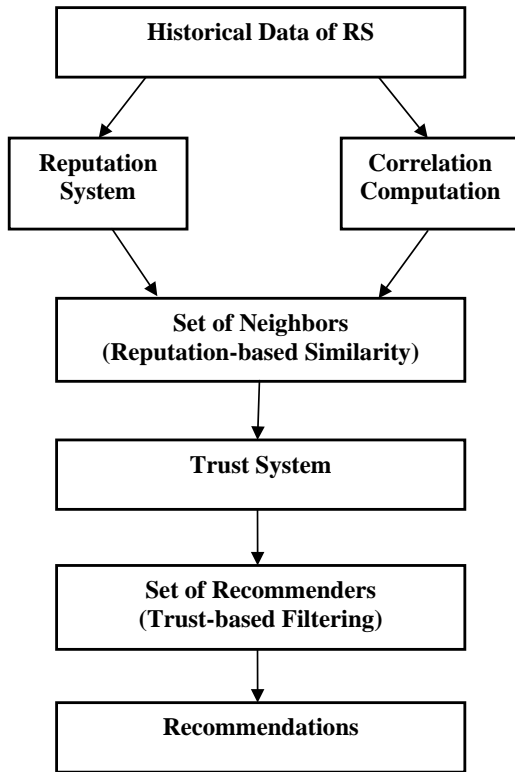 Historical Data of RS
Reputation
System
Correlation
Computation
Set of Neighbors
(Reputation-based Similarity)
Trust System
Set of Recommenders
(Trust-based Filtering)
Recommendations